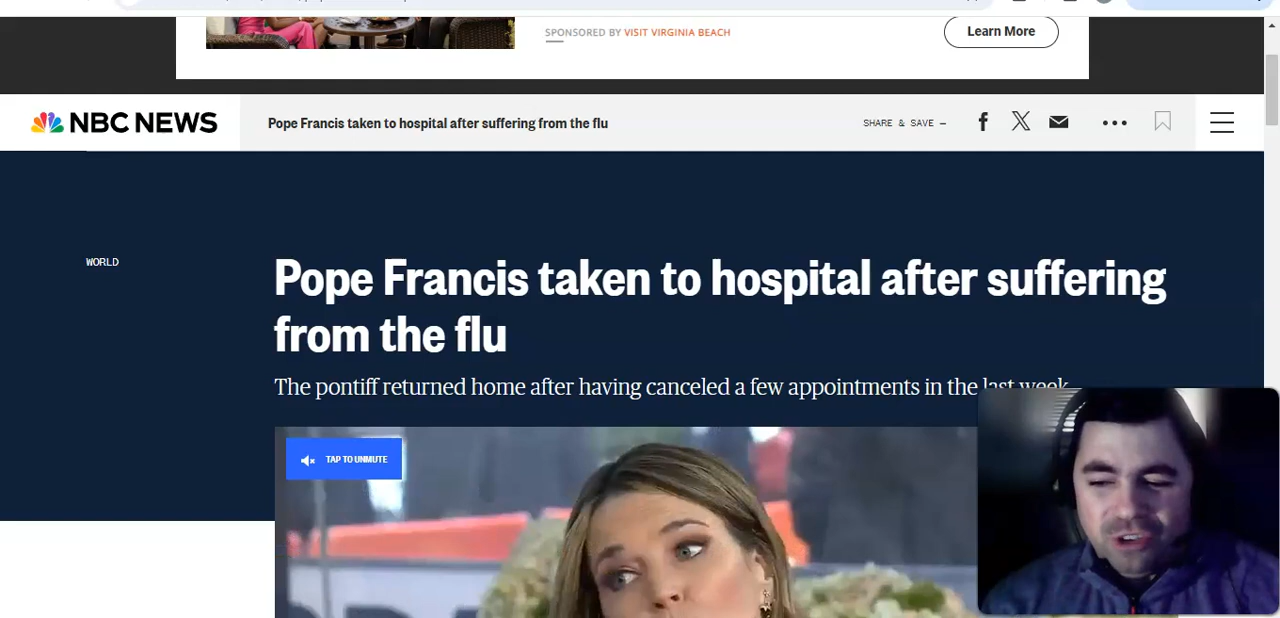 SPONSORED BY VISIT VIRGINIA BEACH
Learn More
NBC NEWS
Pope Francis taken to hospital after suffering from the flu
SHARE & SAVE –
WORLD
Pope Francis taken to hospital after suffering
from the flu
The pontiff returned home after having canceled a few appointments in the last week.
TAP TO UNMUTE